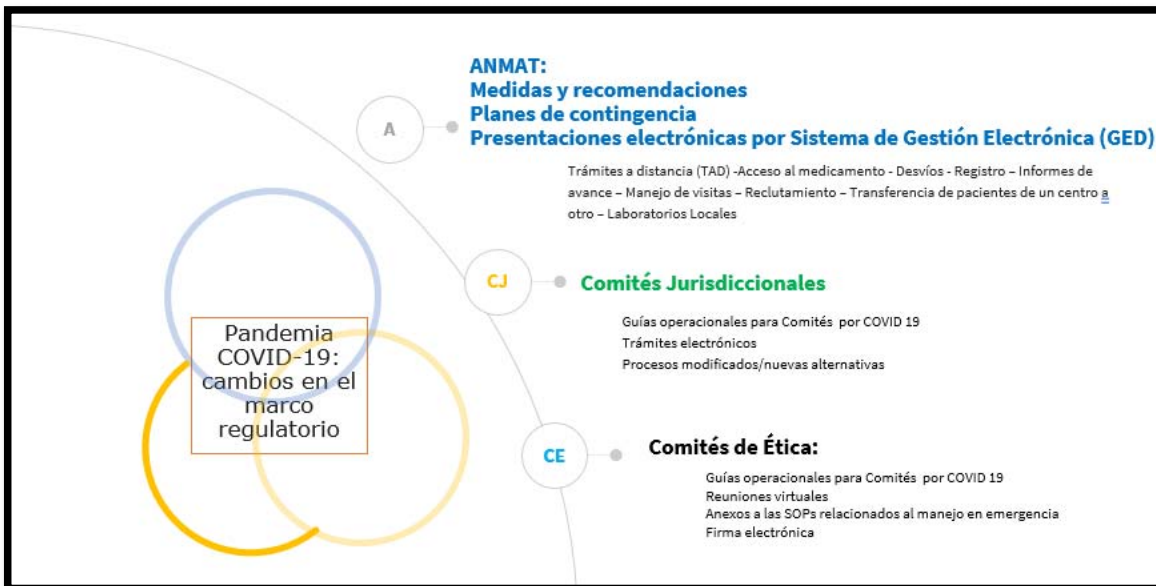 Pandemia
COVID-19:
cambios en el
marco
regulatorio
A
ANMAT:
Medidas y recomendaciones
Planes de contingencia
Presentaciones electrónicas por Sistema de Gestión Electrónica (GED)
Trámites a distancia (TAD) -Acceso al medicamento - Desvíos - Registro – Informes de
avance – Manejo de visitas – Reclutamiento – Transferencia de pacientes de un centro a
otro – Laboratorios Locales
CJ
Comités Jurisdiccionales
Guías operacionales para Comités por COVID 19
Trámites electrónicos
Procesos modificados/nuevas alternativas
CE
Comités de Ética:
Guías operacionales para Comités por COVID 19
Reuniones virtuales
Anexos a las SOPs relacionados al manejo en emergencia
Firma electrónica